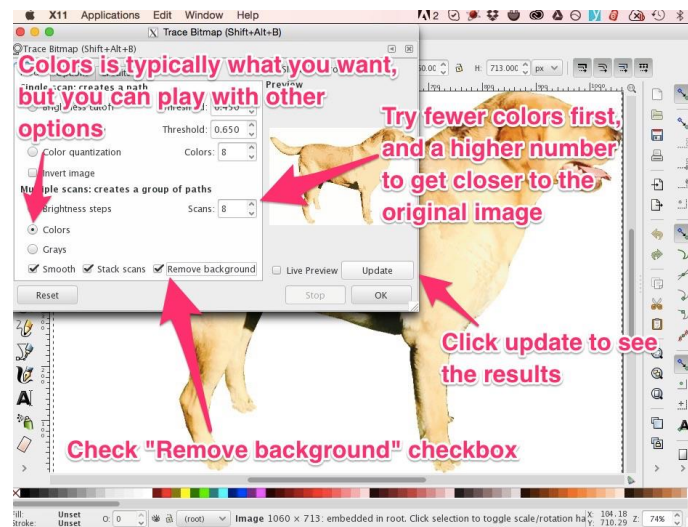 X11 Applications Edit Window Help
Trace Bitmap (Shift+Alt+B)
Trace Bitmap (Shift+Alt+B)
Colors is typically what you want,
but you can play with other
options
H: 713.000 px
Preview
Threshold: 0.450
Threshold: 0.650
Color quantization Colors: 8
Invert image
Multiple scans: creates a group of paths
Brightness steps Scans: 8
Colors
Grays
Smooth Stack scans Remove background
Live Preview Update
Reset Stop OK
Try fewer colors first,
and a higher number
to get closer to the
original image
Click update to see
the results
Check "Remove background" checkbox
Fill: Unset
Stroke: Unset
O: 0 (root) Image 1060 × 713: embedded in root. Click selection to toggle scale/rotation ha
X: 104.18
Y: 710.29
Z: 74%